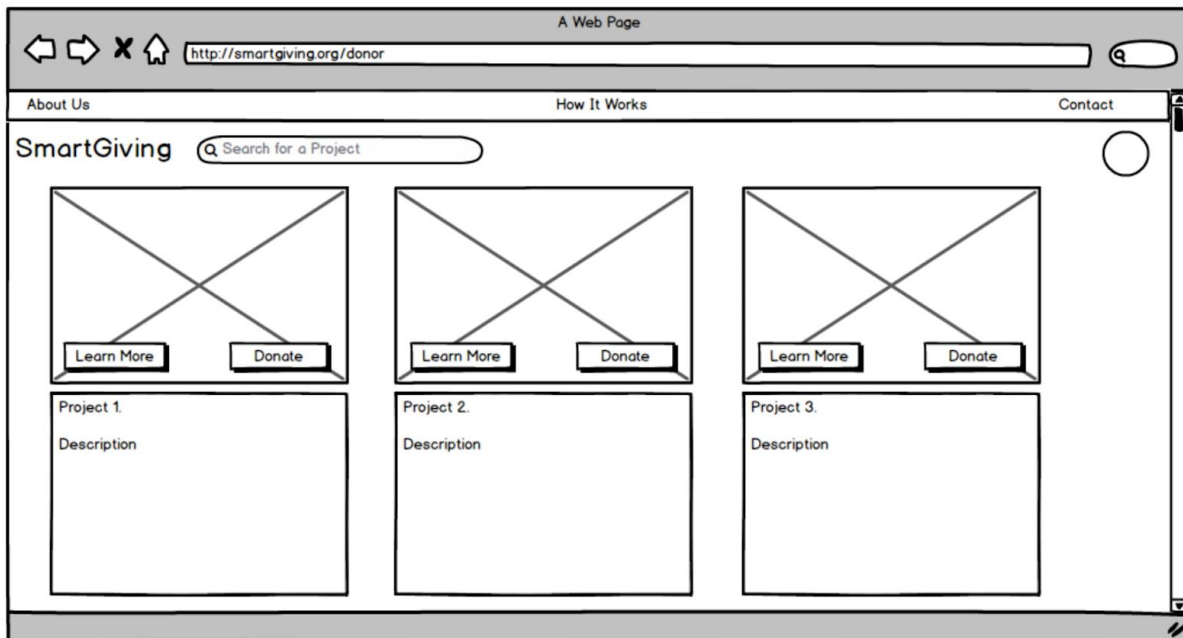 A Web Page
http://smartgiving.org/donor
About Us How It Works Contact
SmartGiving Search for a Project
Learn More Donate Learn More Donate Learn More Donate
Project 1. Project 2. Project 3.
Description Description Description